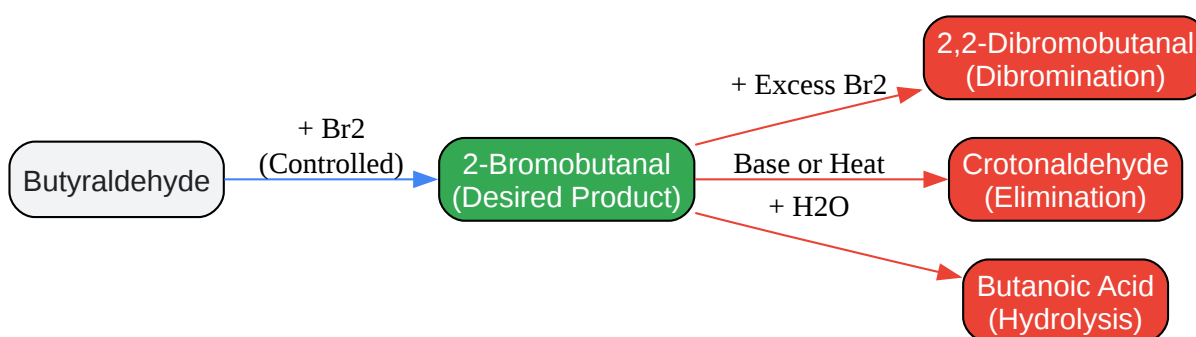 Butyraldehyde
+ Br2
(Controlled)
2-Bromobutanal
(Desired Product)
+ Excess Br2
2,2-Dibromobutanal
(Dibromination)
Base or Heat
Crotonaldehyde
(Elimination)
+ H2O
Butanoic Acid
(Hydrolysis)